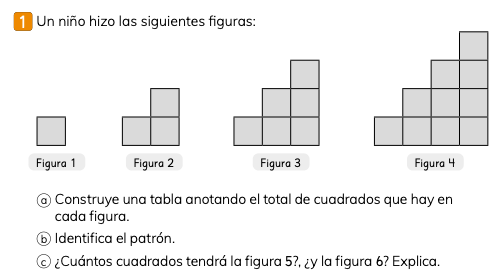 1 Un niño hizo las siguientes figuras:
Figura 1 Figura 2 Figura 3 Figura 4
ⓐ Construye una tabla anotando el total de cuadrados que hay en
cada figura.
ⓑ Identifica el patrón.
ⓒ ¿Cuántos cuadrados tendrá la figura 5?, ¿y la figura 6? Explica.